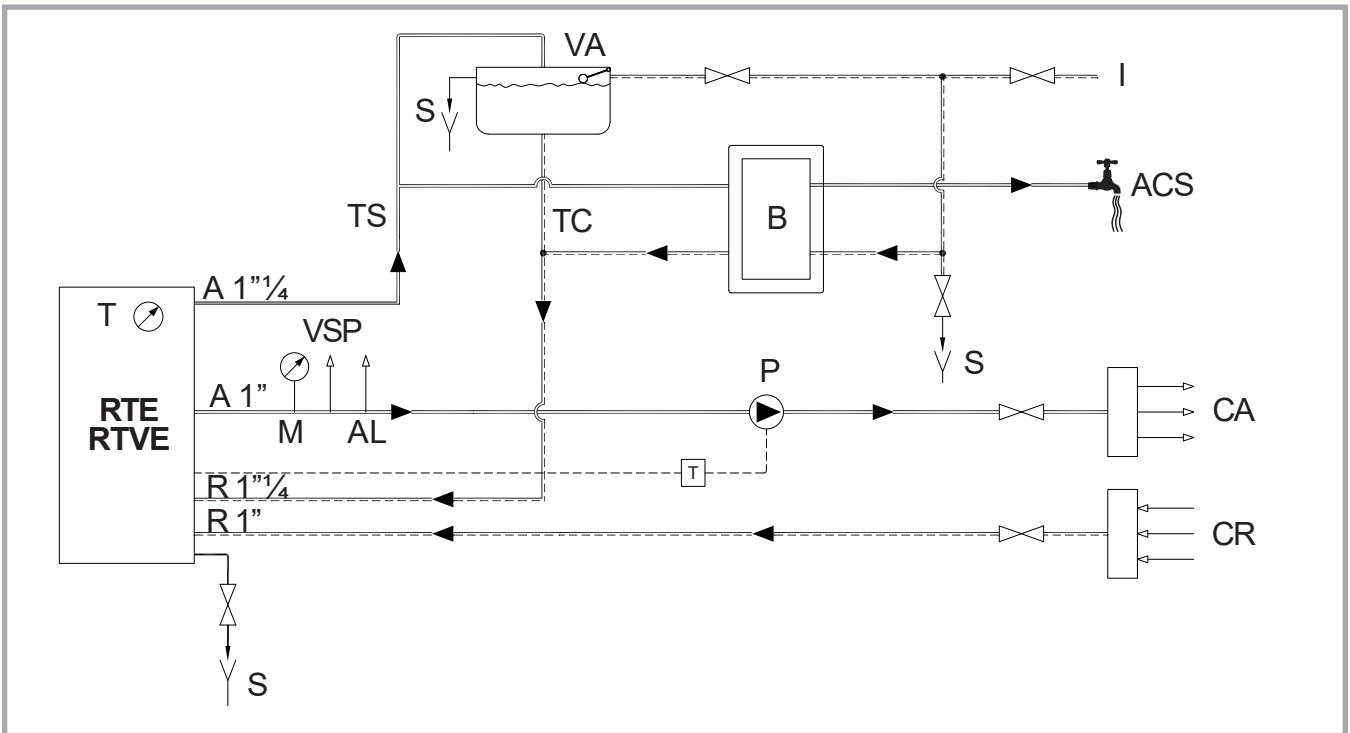 VA
I
S
B
ACS
TS
TC
A 1”¼
T
VSP
S
P
A 1”
RTE
RTVE
M
AL
CA
T
R 1”¼
R 1”
CR
S